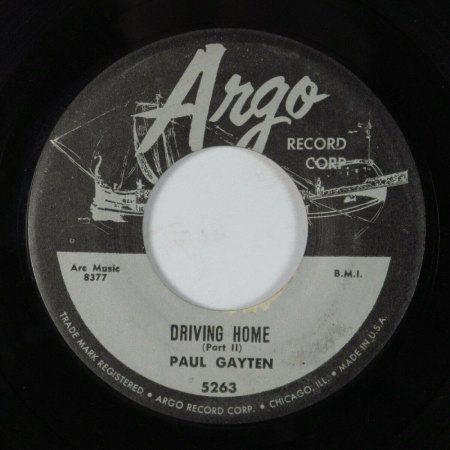 Argo
RECORD
CORP.
Arc Music
8377
B.M.I.
DRIVING HOME
(Part II)
PAUL GAYTEN
5263
TRADE MARK REGISTERED • ARGO RECORD CORP. • CHICAGO, ILL. • MADE IN U.S.A.